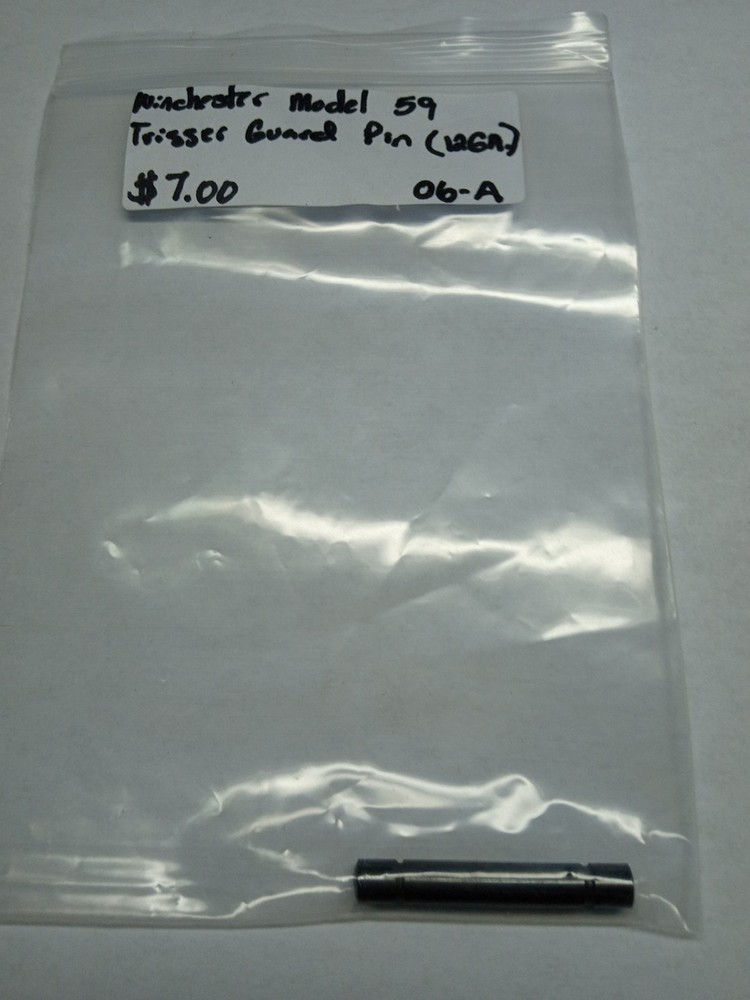 Winchester Model 59
Trigger Guard Pin (12GA.)
$7.00 06-A